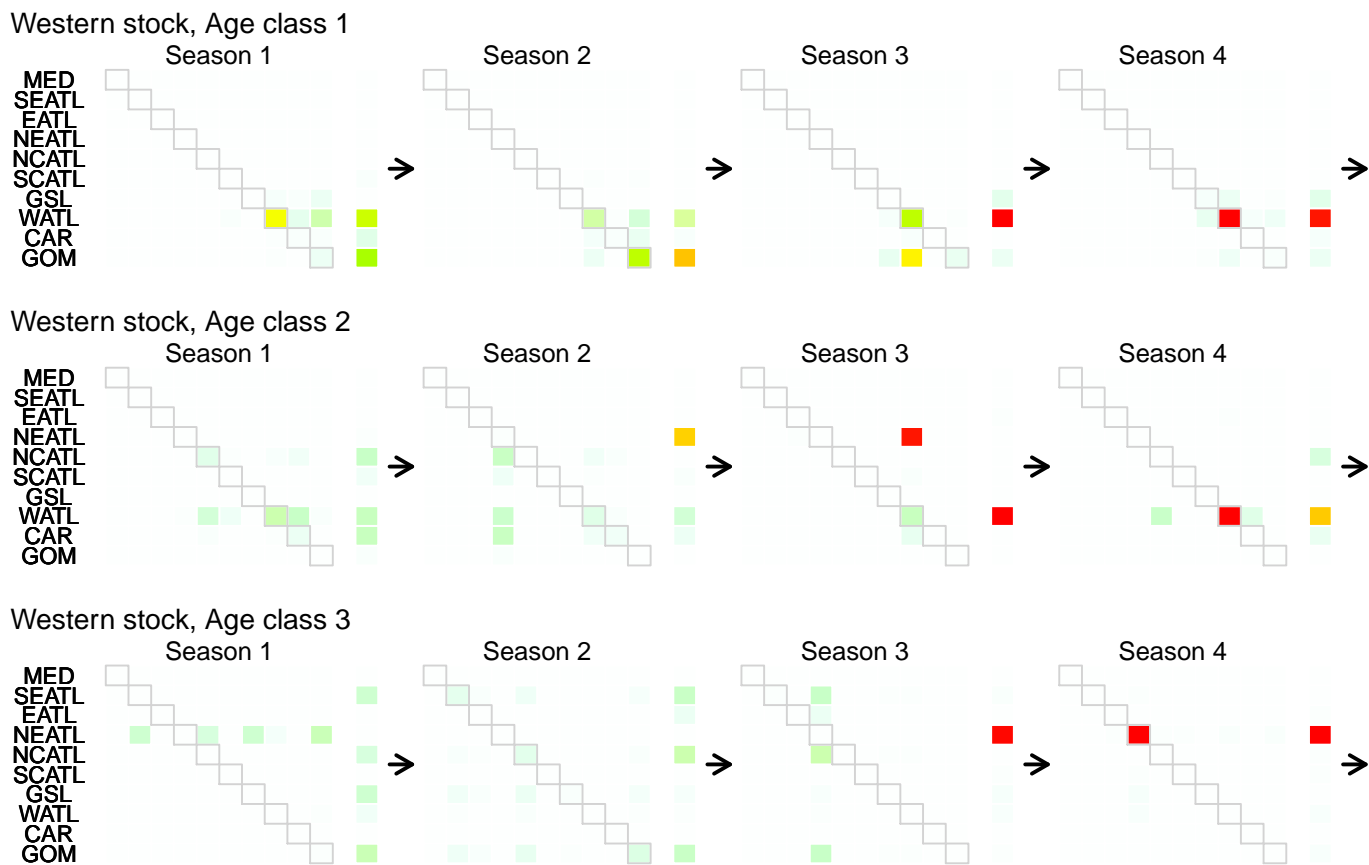 Western stock, Age class 1
Season 1 Season 2 Season 3 Season 4
MED
SEATL
EATL
NEATL
NCATL
SCATL
GSL
WATL
CAR
GOM
Western stock, Age class 2
Season 1 Season 2 Season 3 Season 4
MED
SEATL
EATL
NEATL
NCATL
SCATL
GSL
WATL
CAR
GOM
Western stock, Age class 3
Season 1 Season 2 Season 3 Season 4
MED
SEATL
EATL
NEATL
NCATL
SCATL
GSL
WATL
CAR
GOM